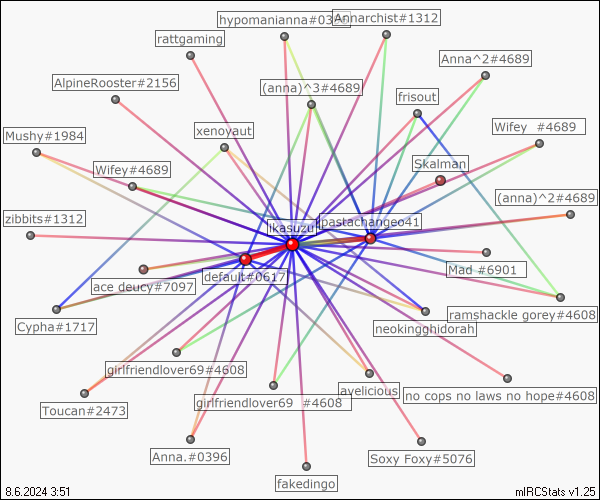 hypomanianna#0396
Annarchist#1312
rattgaming
Anna^2#4689
AlpineRooster#2156
(anna)^3#4689
frisout
xenoyaut
Wifey #4689
Mushy#1984
Skalman
Wifey#4689
(anna)^2#4689
zibbits#1312
ikasuzu
pastachangeo41
default#0617
Mad #6901
ace deucy#7097
ramshackle gorey#4608
Cypha#1717
neokingghidorah
girlfriendlover69#4608
avelicious
no cops no laws no hope#4608
Toucan#2473
girlfriendlover69 #4608
Anna.#0396
Soxy Foxy#5076
fakedingo
8.6.2024 3:51
mIRCStats v1.25